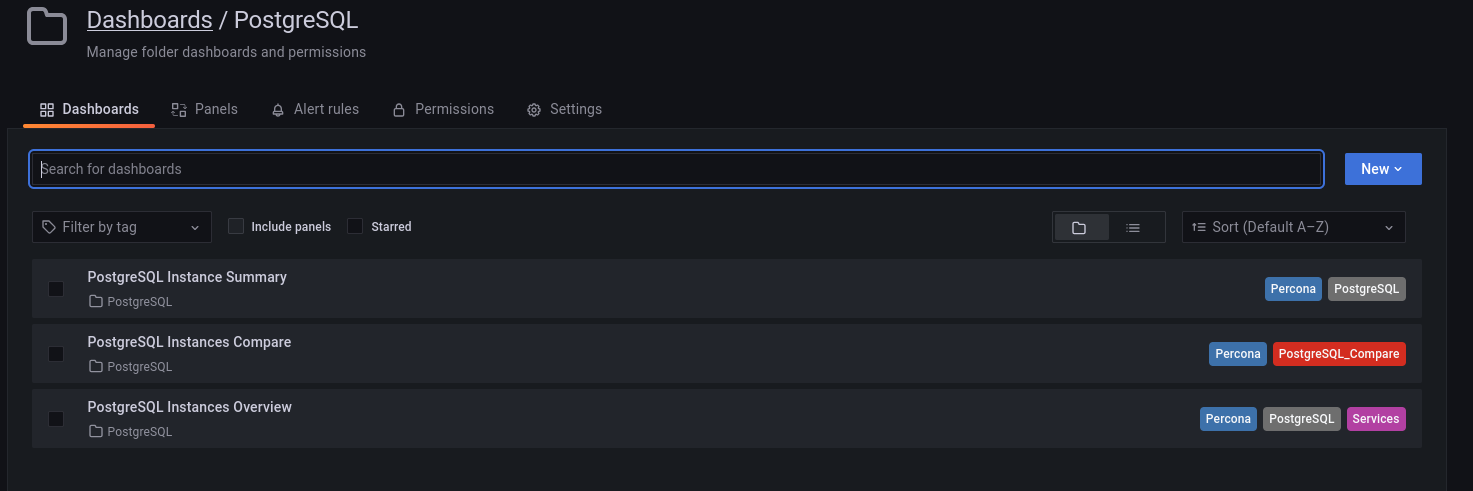 Dashboards / PostgreSQL
Manage folder dashboards and permissions
Dashboards Panels Alert rules Permissions Settings
Search for dashboards New
Filter by tag Include panels Starred Sort (Default A–Z)
PostgreSQL Instance Summary
PostgreSQL
Percona PostgreSQL
PostgreSQL Instances Compare
PostgreSQL
Percona PostgreSQL_Compare
PostgreSQL Instances Overview
PostgreSQL
Percona PostgreSQL Services